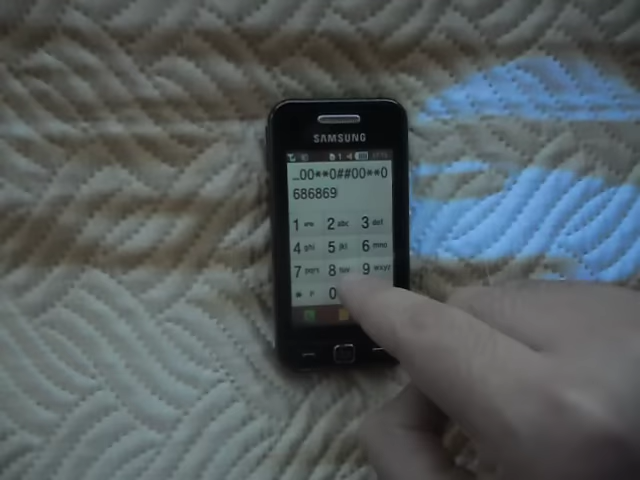 SAMSUNG
_00**0##00**0
686869
1 2 abc 3 def
4 ghi 5 jkl 6 mno
7 pqrs 8 tuv 9 wxyz
* P 0